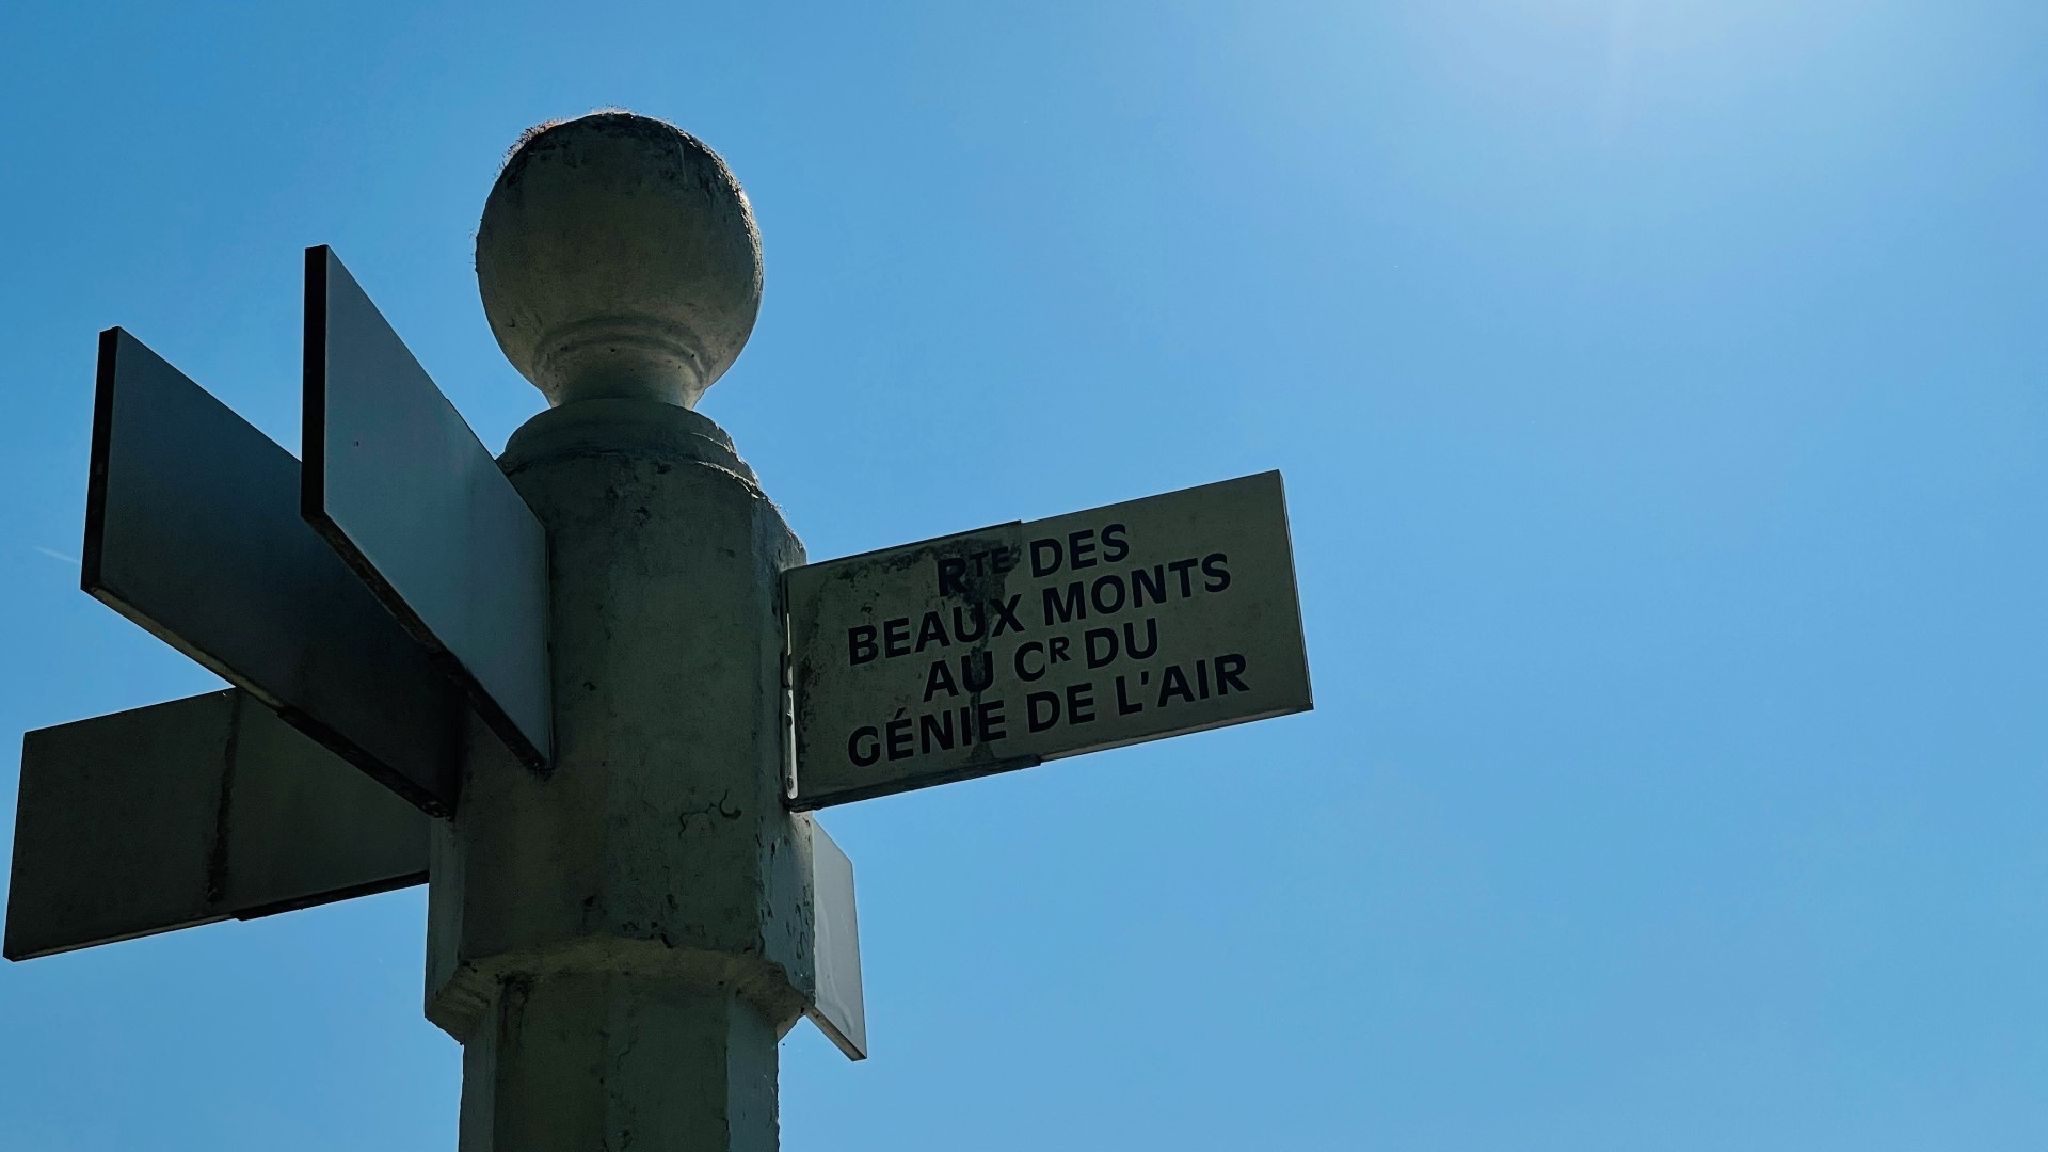 RTE DES
BEAUX MONTS
AU CR DU
GÉNIE DE L'AIR